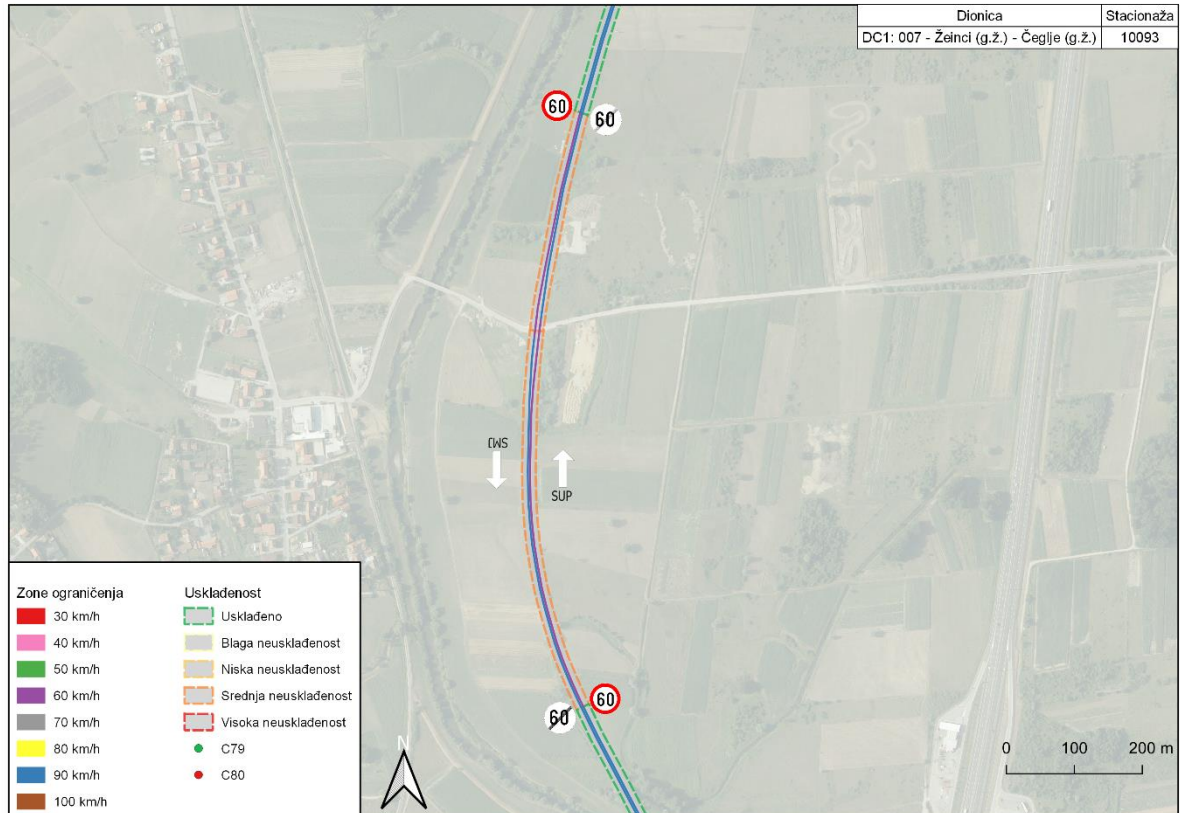 Dionica Stacionaža
DC1: 007 - Žeinci (g.ž.) - Čeglje (g.ž.) 10093
60
60
SMJ
SUP
60
60
Zone ograničenja
30 km/h
40 km/h
50 km/h
60 km/h
70 km/h
80 km/h
90 km/h
100 km/h
Usklađenost
Usklađeno
Blaga neusklađenost
Niska neusklađenost
Srednja neusklađenost
Visoka neusklađenost
C79
C80
N
0 100 200 m